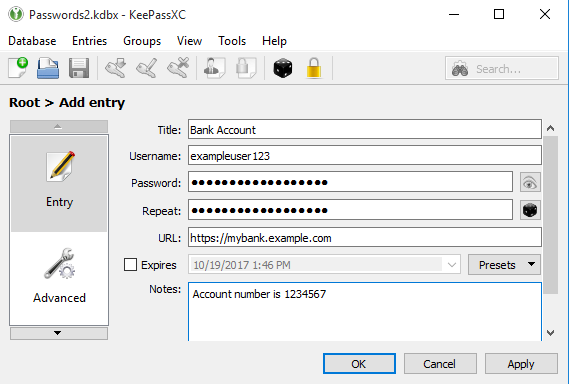 Passwords2.kdbx - KeePassXC
Database Entries Groups View Tools Help
Search...
Root > Add entry
Entry
Advanced
Title: Bank Account
Username: exampleuser123
Password: ●●●●●●●●●●●●●●●●●●
Repeat: ●●●●●●●●●●●●●●●●●●
URL: https://mybank.example.com
Expires 10/19/2017 1:46 PM Presets
Notes: Account number is 1234567
OK Cancel Apply